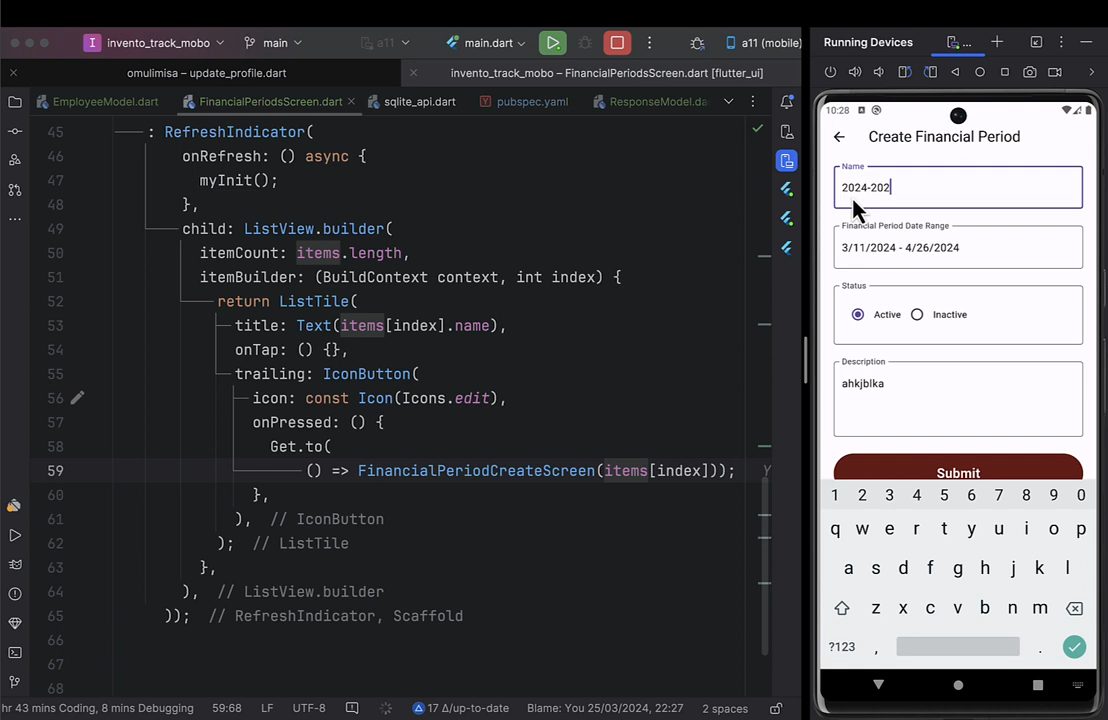 invento_track_mobo
main
a11
main.dart
a11 (mobile)
omulimisa – update_profile.dart
invento_track_mobo – FinancialPeriodsScreen.dart [flutter_ui]
EmployeeModel.dart
FinancialPeriodsScreen.dart
sqlite_api.dart
pubspec.yaml
ResponseModel.da
45 : RefreshIndicator(
46 onRefresh: () async {
47 myInit();
48 },
49 child: ListView.builder(
50 itemCount: items.length,
51 itemBuilder: (BuildContext context, int index) {
52 return ListTile(
53 title: Text(items[index].name),
54 onTap: () {},
55 trailing: IconButton(
56 icon: const Icon(Icons.edit),
57 onPressed: () {
58 Get.to(
59 () => FinancialPeriodCreateScreen(items[index])); Y
60 },
61 ), // IconButton
62 ); // ListTile
63 },
64 ), // ListView.builder
65 )); // RefreshIndicator, Scaffold
66
67
68
hr 43 mins Coding, 8 mins Debugging
59:68
LF
UTF-8
17 Δ/up-to-date
Blame: You 25/03/2024, 22:27
2 spaces
Running Devices
...
10:28
Create Financial Period
Name
2024-202
Financial Period Date Range
3/11/2024 - 4/26/2024
Status
Active Inactive
Description
ahkjblka
Submit
1 2 3 4 5 6 7 8 9 0
q w e r t y u i o p
a s d f g h j k l
z x c v b n m
?123 , .